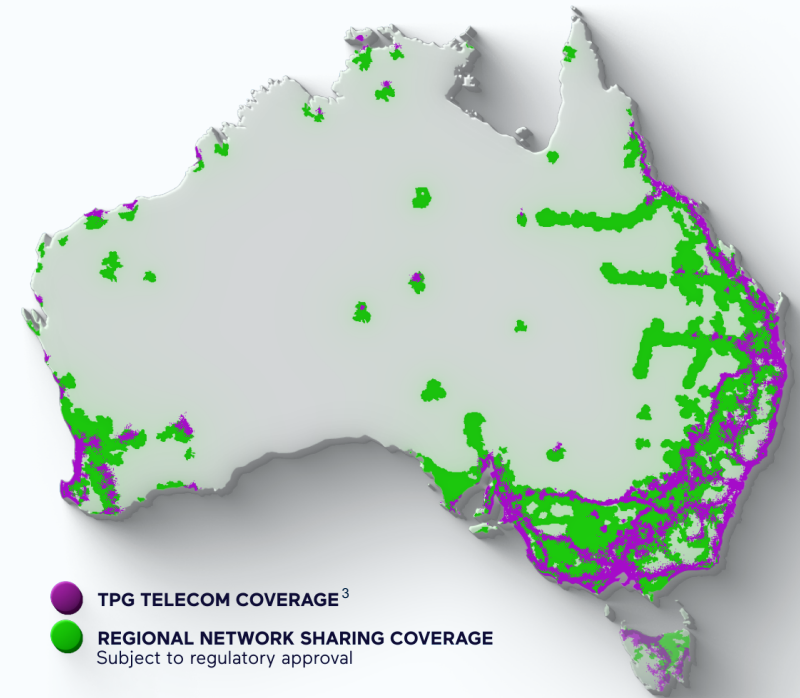 TPG TELECOM COVERAGE³
REGIONAL NETWORK SHARING COVERAGE
Subject to regulatory approval